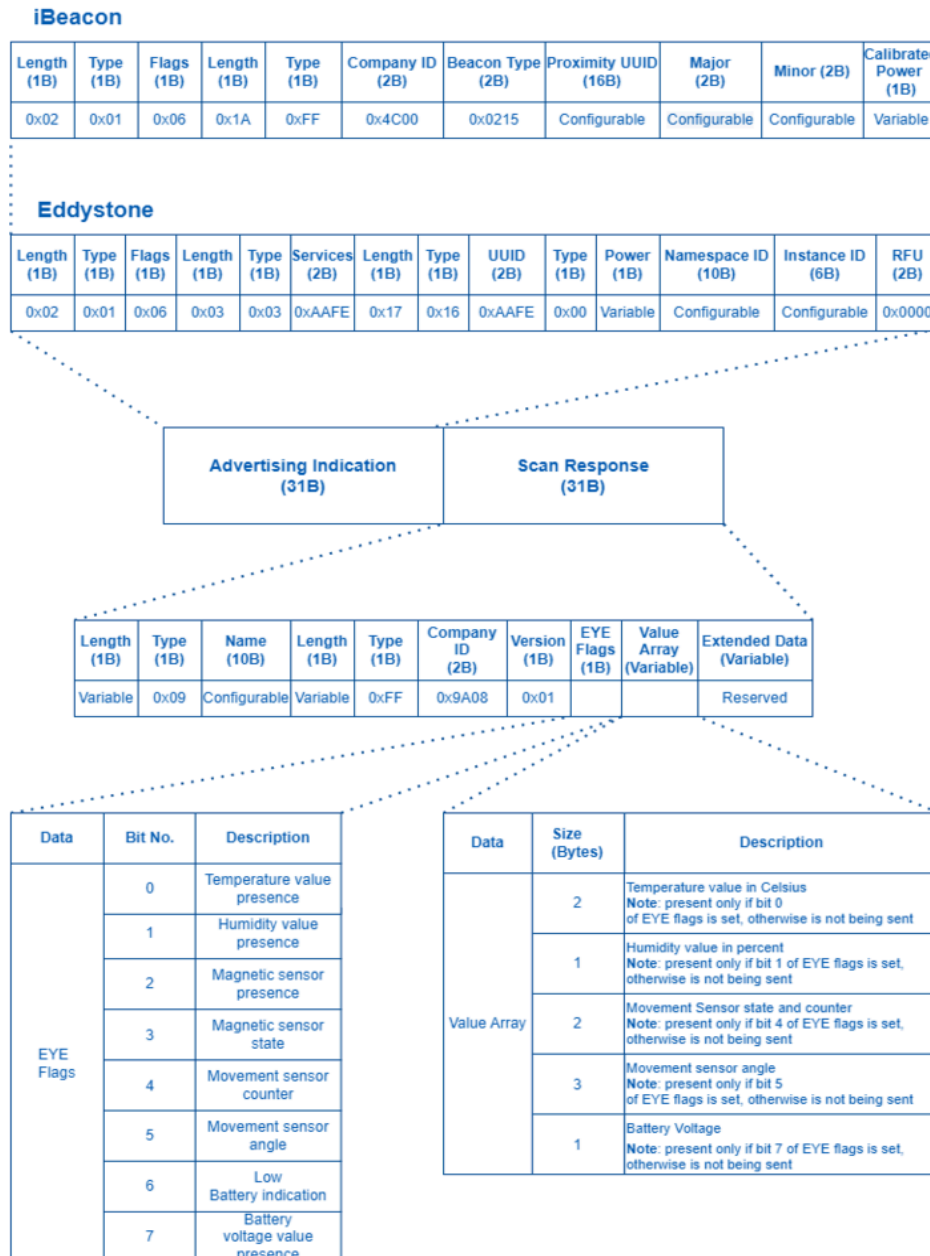 iBeacon
Length (1B) Type (1B) Flags (1B) Length (1B) Type (1B) Company ID (2B) Beacon Type (2B) Proximity UUID (16B) Major (2B) Minor (2B) Calibrated Power (1B)
0x02 0x01 0x06 0x1A 0xFF 0x4C00 0x0215 Configurable Configurable Configurable Variable
Eddystone
Length (1B) Type (1B) Flags (1B) Length (1B) Type (1B) Services (2B) Length (1B) Type (1B) UUID (2B) Type (1B) Power (1B) Namespace ID (10B) Instance ID (6B) RFU (2B)
0x02 0x01 0x06 0x03 0x03 0xAAFE 0x17 0x16 0xAAFE 0x00 Variable Configurable Configurable 0x0000
Advertising Indication (31B)
Scan Response (31B)
Length (1B) Type (1B) Name (10B) Length (1B) Type (1B) Company ID (2B) Version (1B) EYE Flags (1B) Value Array (Variable) Extended Data (Variable)
Variable 0x09 Configurable Variable 0xFF 0x9A08 0x01 Reserved
Data Bit No. Description
EYE Flags
0 Temperature value presence
1 Humidity value presence
2 Magnetic sensor presence
3 Magnetic sensor state
4 Movement sensor counter
5 Movement sensor angle
6 Low Battery indication
7 Battery voltage value presence
Data Size (Bytes) Description
Value Array
2 Temperature value in Celsius
Note: present only if bit 0
of EYE flags is set, otherwise is not being sent
1 Humidity value in percent
Note: present only if bit 1 of EYE flags is set,
otherwise is not being sent
2 Movement Sensor state and counter
Note: present only if bit 4 of EYE flags is set,
otherwise is not being sent
3 Movement sensor angle
Note: present only if bit 5
of EYE flags is set, otherwise is not being sent
1 Battery Voltage
Note: present only if bit 7 of EYE flags is set,
otherwise is not being sent